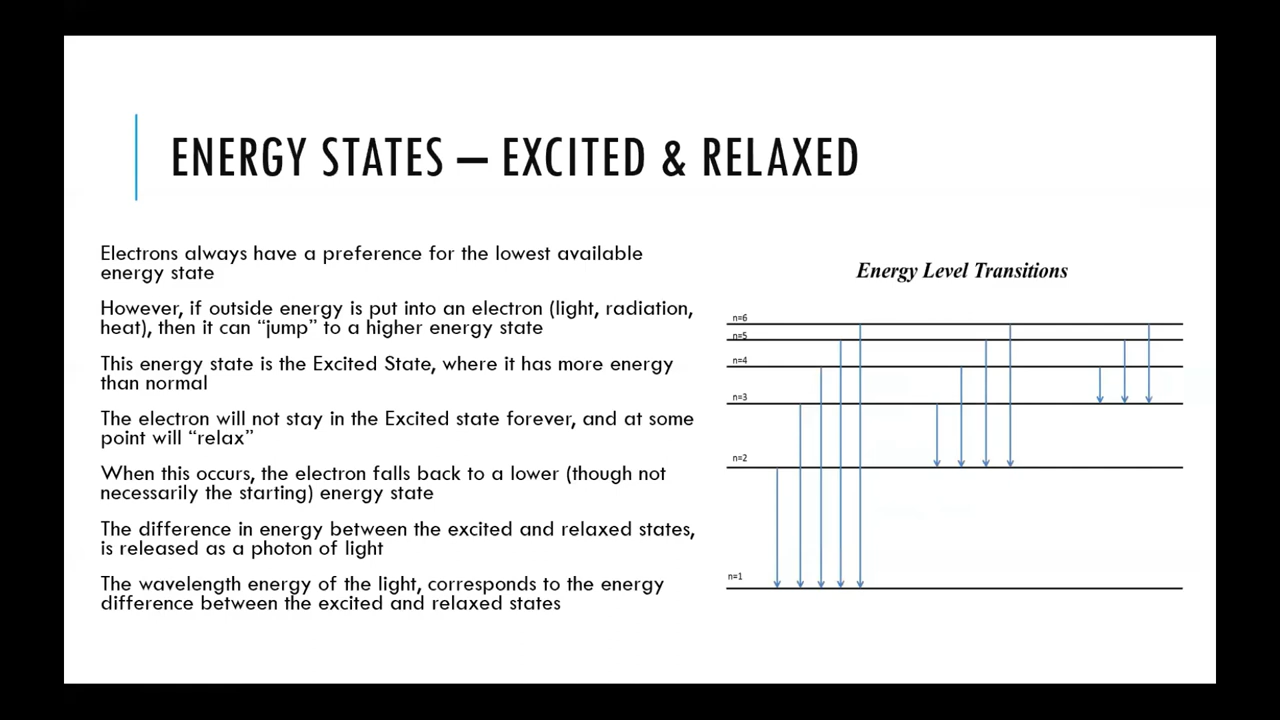 ENERGY STATES – EXCITED & RELAXED
Electrons always have a preference for the lowest available
energy state
However, if outside energy is put into an electron (light, radiation,
heat), then it can “jump” to a higher energy state
This energy state is the Excited State, where it has more energy
than normal
The electron will not stay in the Excited state forever, and at some
point will “relax”
When this occurs, the electron falls back to a lower (though not
necessarily the starting) energy state
The difference in energy between the excited and relaxed states,
is released as a photon of light
The wavelength energy of the light, corresponds to the energy
difference between the excited and relaxed states
Energy Level Transitions
n=6
n=5
n=4
n=3
n=2
n=1